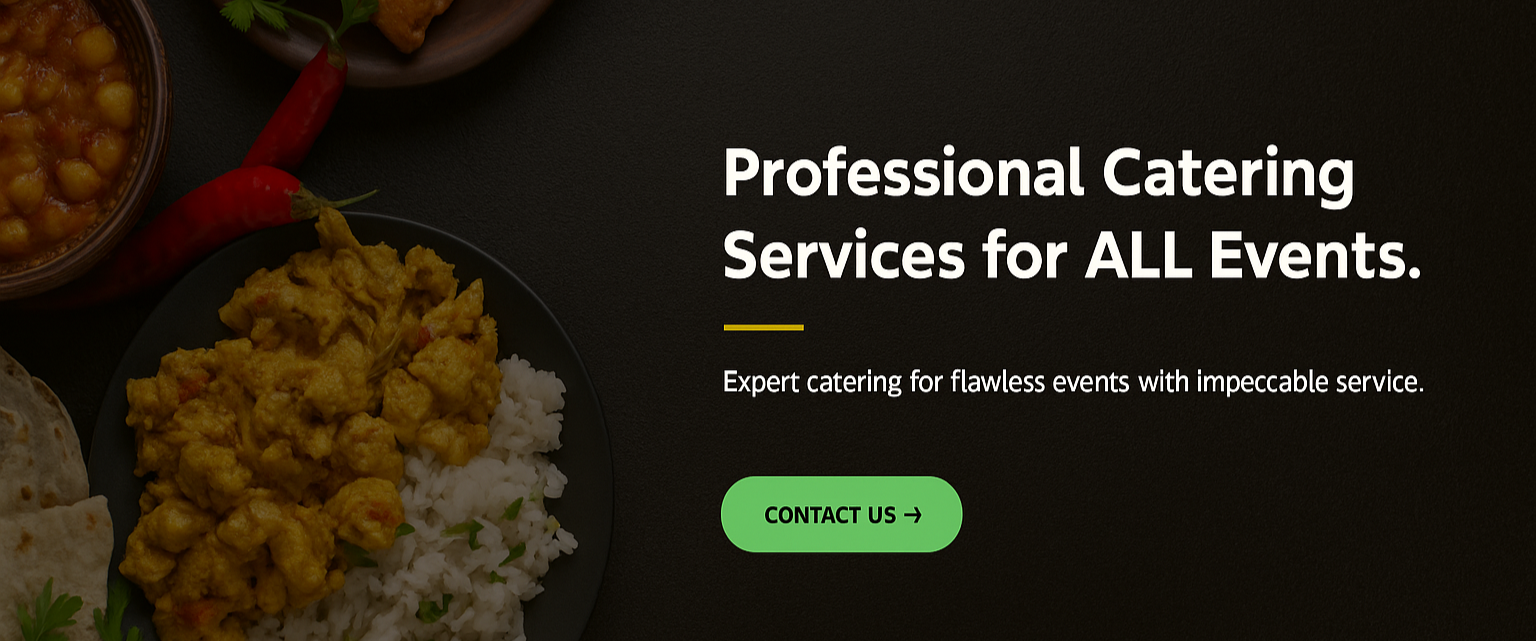 Professional Catering
Services for ALL Events.
Expert catering for flawless events with impeccable service.
CONTACT US →